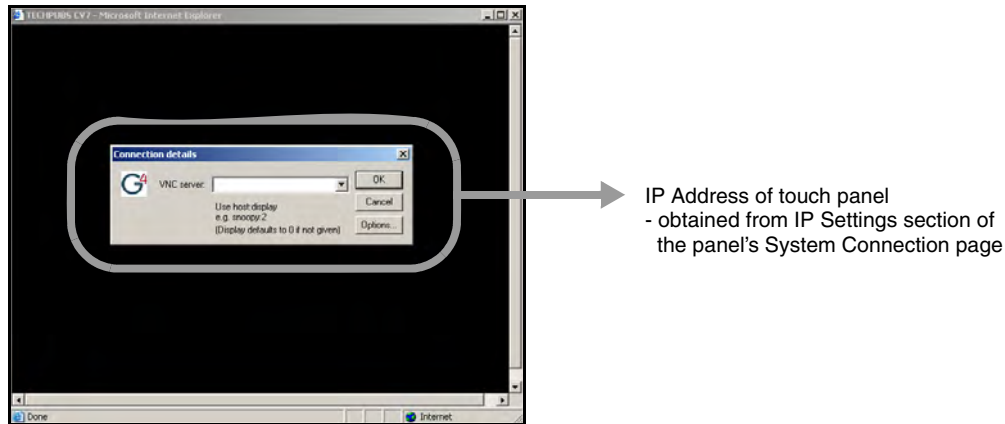 TECHPUBS CV7 - Microsoft Internet Explorer
Connection details
G4
VNC server:
OK
Use host:display
e.g. snoopy:2
(Display defaults to 0 if not given)
Cancel
Options...
IP Address of touch panel
- obtained from IP Settings section of
the panel's System Connection page
Done
Internet